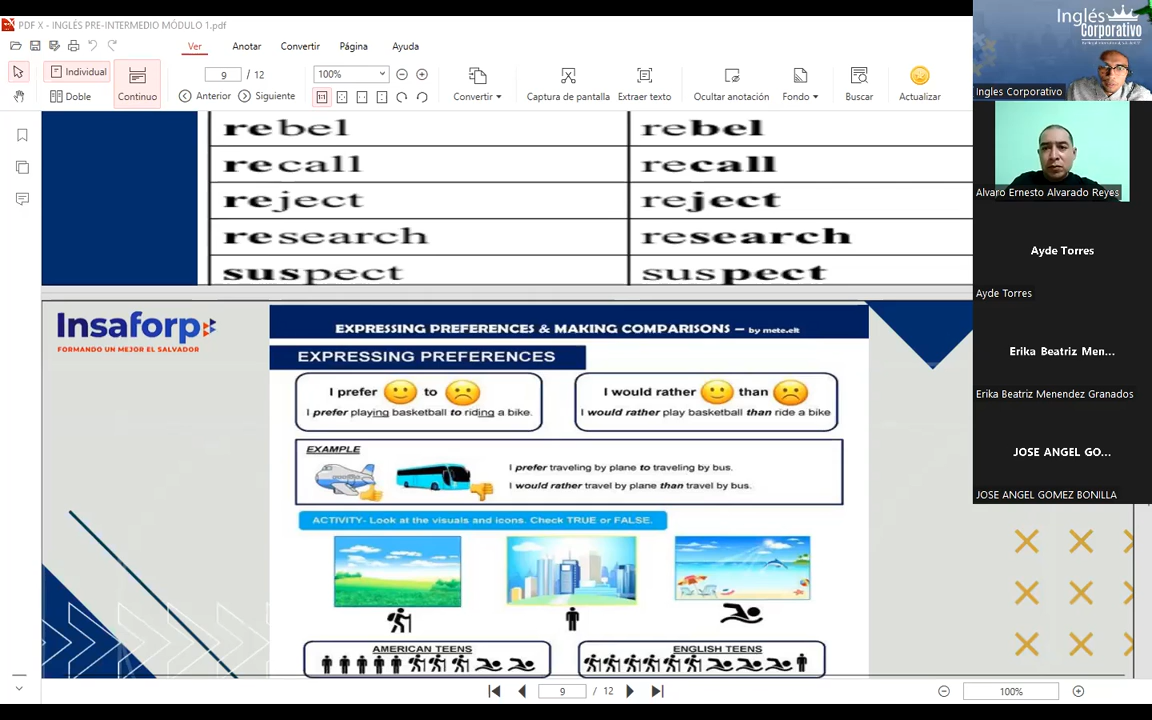 PDF X - INGLÉS PRE-INTERMEDIO MÓDULO 1.pdf
Ver Anotar Convertir Página Ayuda
Individual
Doble
Continuo
9 / 12
Anterior Siguiente
100%
Convertir
Captura de pantalla
Extraer texto
Ocultar anotación
Fondo
Buscar
Actualizar
rebel rebel
recall recall
reject reject
research research
suspect suspect
Insaforp
FORMANDO UN MEJOR EL SALVADOR
EXPRESSING PREFERENCES & MAKING COMPARISONS – by mete.elt
EXPRESSING PREFERENCES
I prefer to
I prefer playing basketball to riding a bike.
I would rather than
I would rather play basketball than ride a bike
EXAMPLE
I prefer traveling by plane to traveling by bus.
I would rather travel by plane than travel by bus.
ACTIVITY- Look at the visuals and icons. Check TRUE or FALSE.
AMERICAN TEENS
ENGLISH TEENS
9 / 12
100%
Inglés
Corporativo
Ingles Corporativo
Alvaro Ernesto Alvarado Reyes
Ayde Torres
Ayde Torres
Erika Beatriz Men...
Erika Beatriz Menendez Granados
JOSE ANGEL GO...
JOSE ANGEL GOMEZ BONILLA